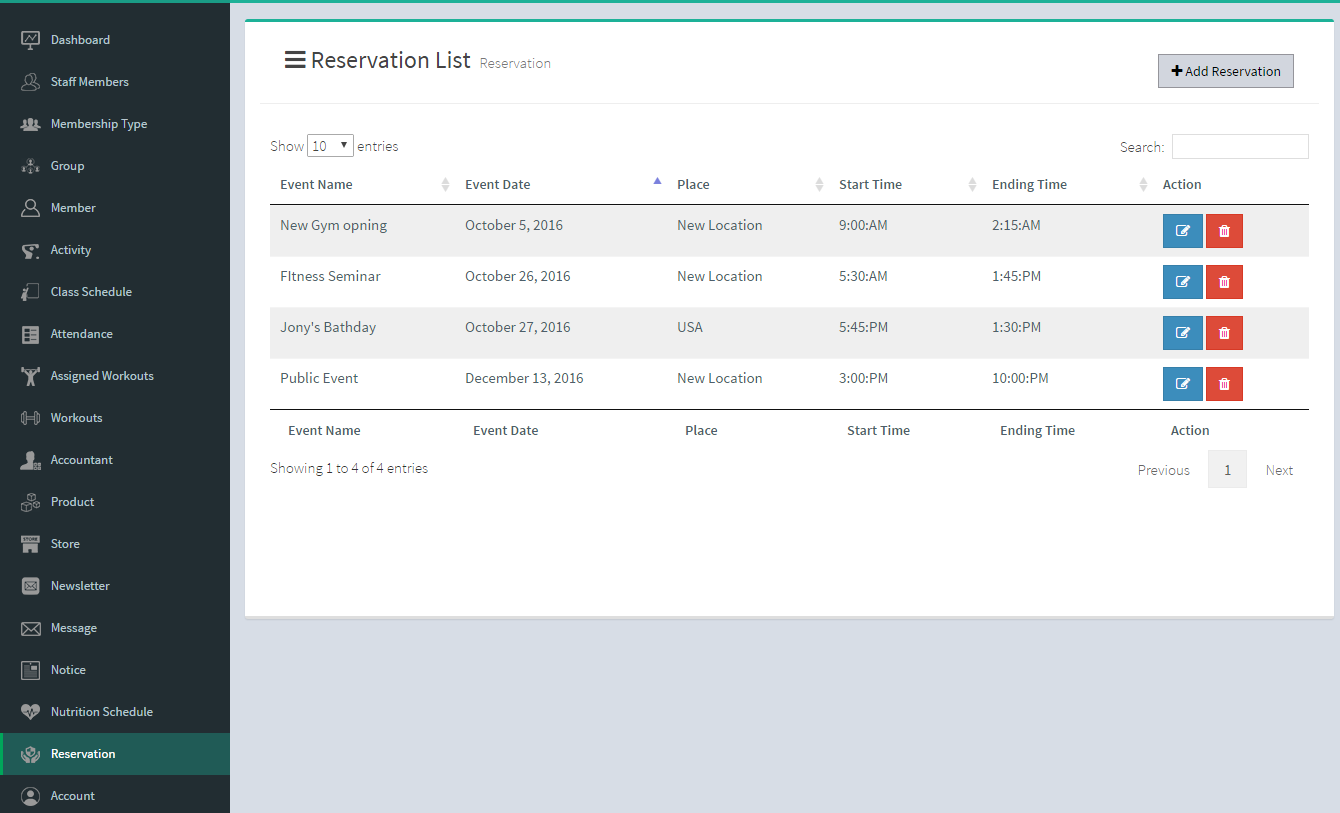 Dashboard
Staff Members
Membership Type
Group
Member
Activity
Class Schedule
Attendance
Assigned Workouts
Workouts
Accountant
Product
STORE
Store
Newsletter
Message
Notice
Nutrition Schedule
Reservation
Account
Reservation List Reservation
Add Reservation
Show 10 entries Search:
Event Name Event Date Place Start Time Ending Time Action
New Gym opning October 5, 2016 New Location 9:00:AM 2:15:AM
FItness Seminar October 26, 2016 New Location 5:30:AM 1:45:PM
Jony's Bathday October 27, 2016 USA 5:45:PM 1:30:PM
Public Event December 13, 2016 New Location 3:00:PM 10:00:PM
Event Name Event Date Place Start Time Ending Time Action
Showing 1 to 4 of 4 entries Previous 1 Next